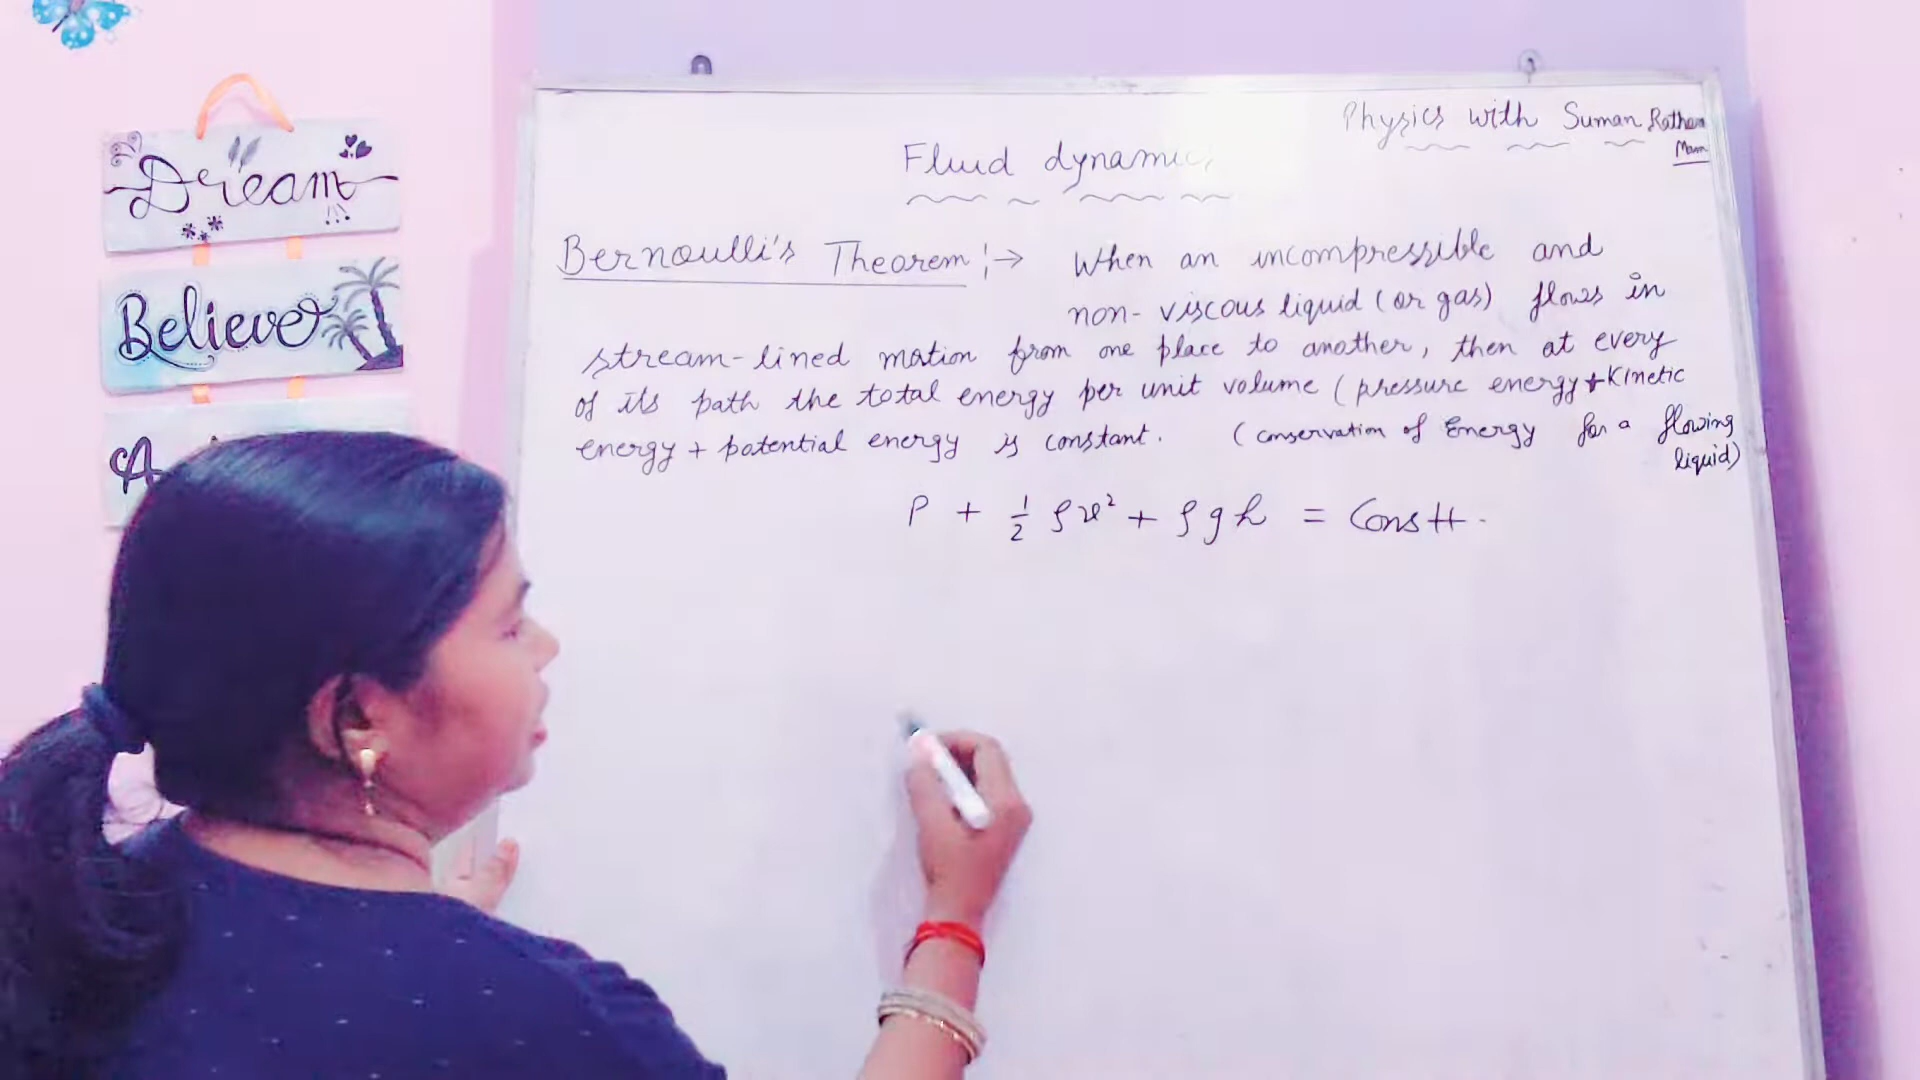 Dream
Believe
Physics with Suman Rathore
Mam
Fluid dynamics
Bernoulli's Theorem :→ When an incompressible and
non-viscous liquid (or gas) flows in
stream-lined motion from one place to another, then at every
of its path the total energy per unit volume (pressure energy + Kinetic
energy + potential energy is constant. (conservation of Energy for a flowing
liquid)
P + 1/2 ρv² + ρgh = Constt.